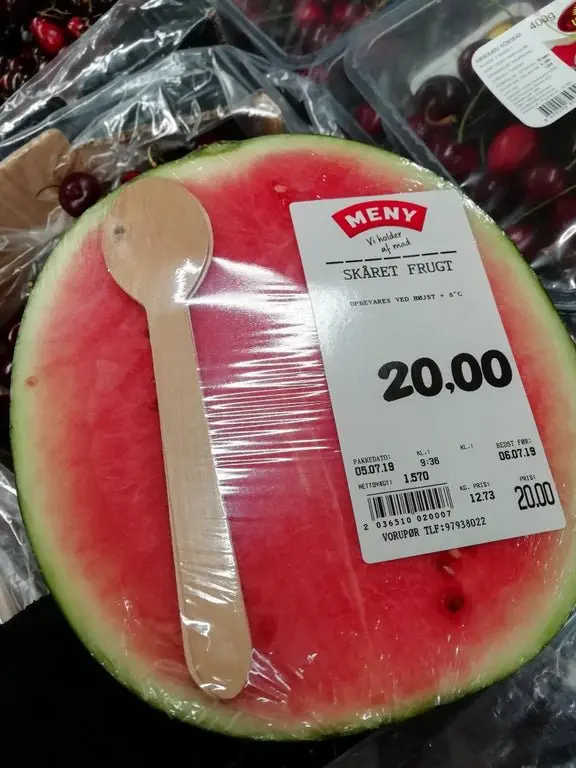 400g
MENY
Vi holder
af mad
SKÅRET FRUGT
OPBEVARES VED HØJST + 8°C
20,00
PAKKEDATO: KL.: KL.: BEDST FØR:
05.07.19 9:36 06.07.19
NETTOVÆGT: 1.570 KG. PRIS: 12.73 PRIS: 20.00
2 036510 020007
VORUPØR TLF:97938022